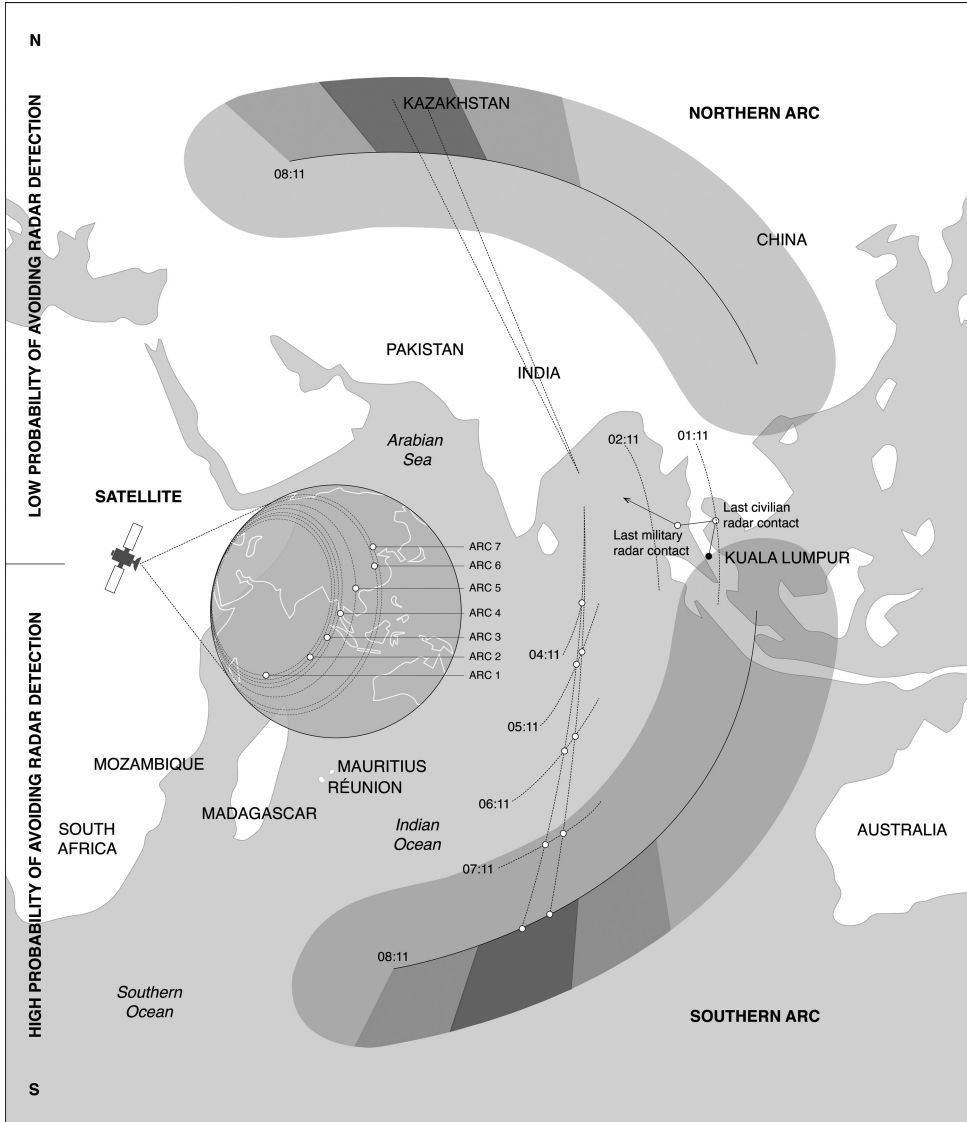 N
LOW PROBABILITY OF AVOIDING RADAR DETECTION
HIGH PROBABILITY OF AVOIDING RADAR DETECTION
S
KAZAKHSTAN
NORTHERN ARC
08:11
CHINA
PAKISTAN
INDIA
Arabian
Sea
02:11
01:11
SATELLITE
Last civilian
radar contact
Last military
radar contact
KUALA LUMPUR
ARC 7
ARC 6
ARC 5
ARC 4
ARC 3
ARC 2
ARC 1
04:11
05:11
06:11
07:11
MOZAMBIQUE
MAURITIUS
RÉUNION
MADAGASCAR
SOUTH
AFRICA
Indian
Ocean
AUSTRALIA
08:11
Southern
Ocean
SOUTHERN ARC